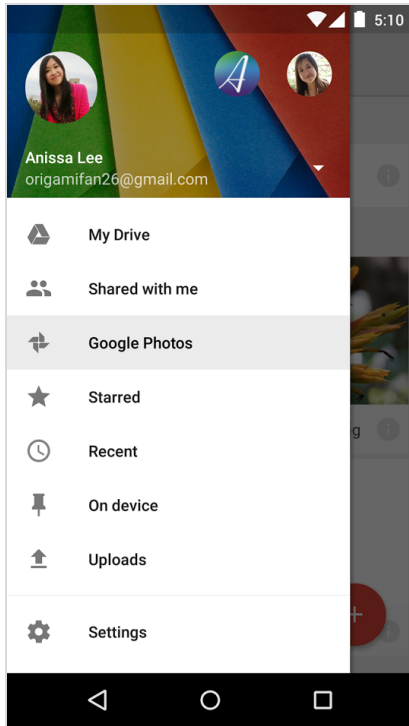 5:10
A
Anissa Lee
origamifan26@gmail.com
My Drive
Shared with me
Google Photos
Starred
Recent
On device
g
Uploads
Settings